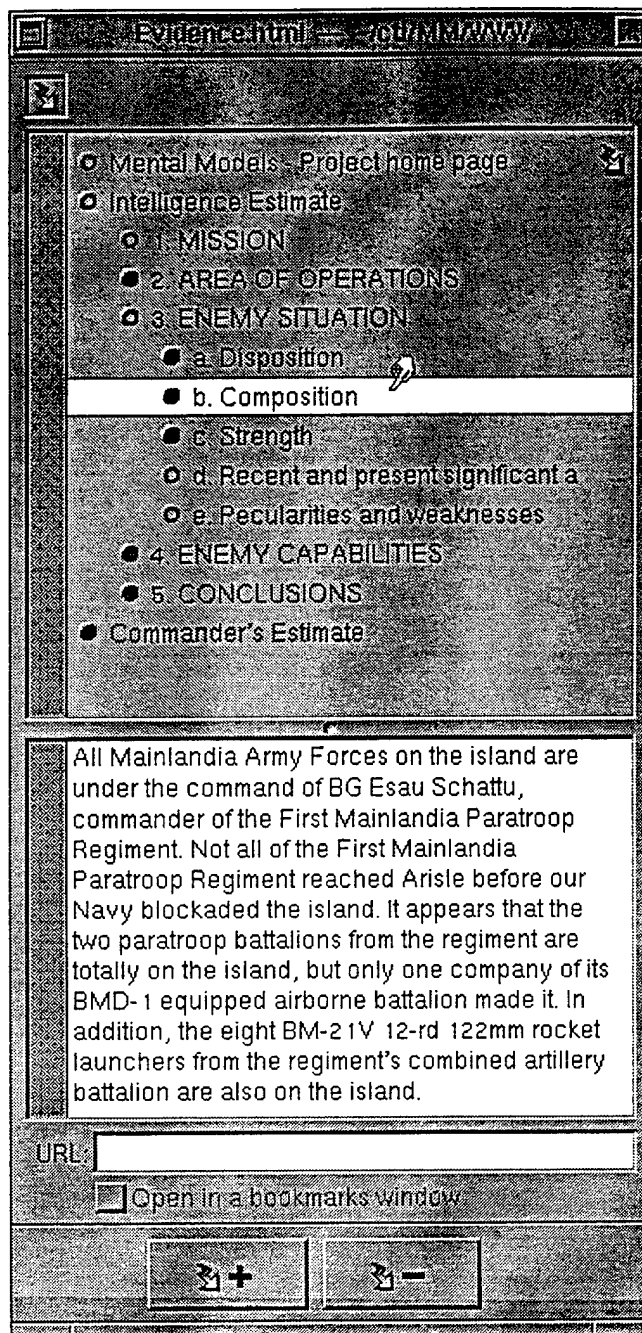 Evidence.html — ~/ctl/MM/WWW
Mental Models - Project home page
Intelligence Estimate
1. MISSION
2. AREA OF OPERATIONS
3. ENEMY SITUATION
a. Disposition
b. Composition
c. Strength
d. Recent and present significant a
e. Pecularities and weaknesses
4. ENEMY CAPABILITIES
5. CONCLUSIONS
Commander's Estimate
All Mainlandia Army Forces on the island are
under the command of BG Esau Schattu,
commander of the First Mainlandia Paratroop
Regiment. Not all of the First Mainlandia
Paratroop Regiment reached Arisle before our
Navy blockaded the island. It appears that the
two paratroop battalions from the regiment are
totally on the island, but only one company of its
BMD-1 equipped airborne battalion made it. In
addition, the eight BM-21V 12-rd 122mm rocket
launchers from the regiment's combined artillery
battalion are also on the island.
URL:
Open in a bookmarks window
+ −